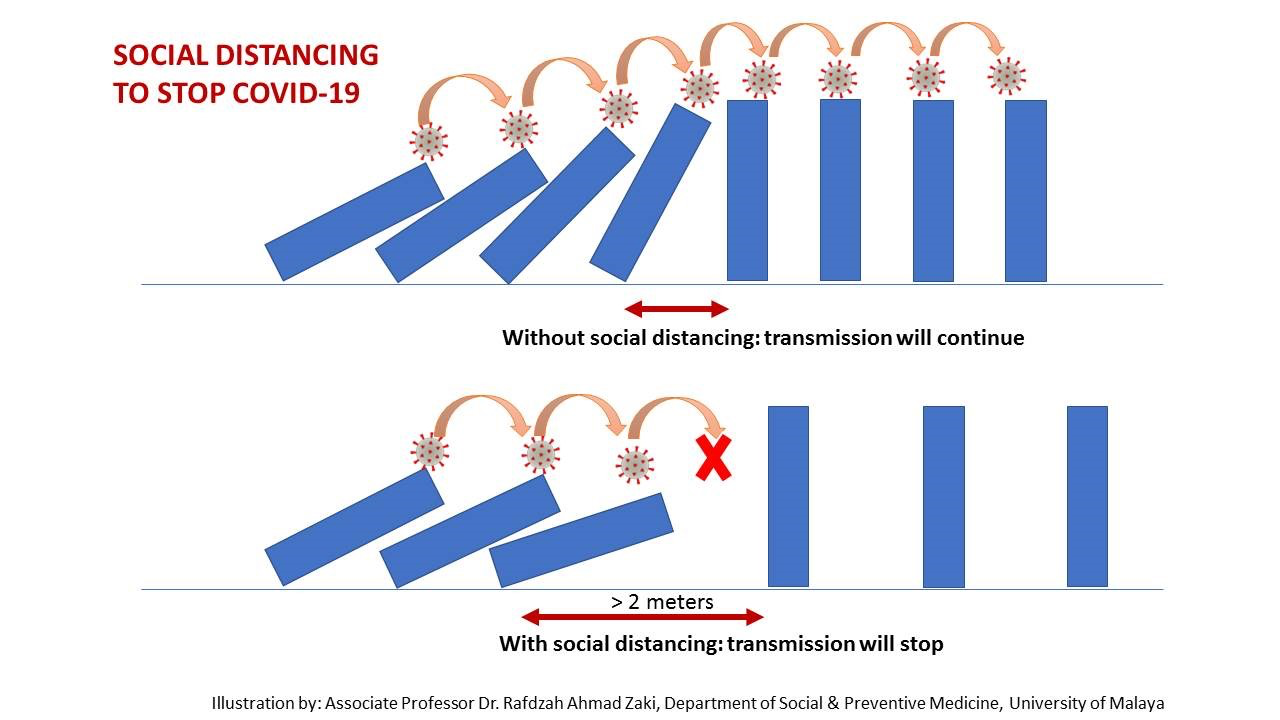 SOCIAL DISTANCING
TO STOP COVID-19
Without social distancing: transmission will continue
> 2 meters
With social distancing: transmission will stop
Illustration by: Associate Professor Dr. Rafdzah Ahmad Zaki, Department of Social & Preventive Medicine, University of Malaya